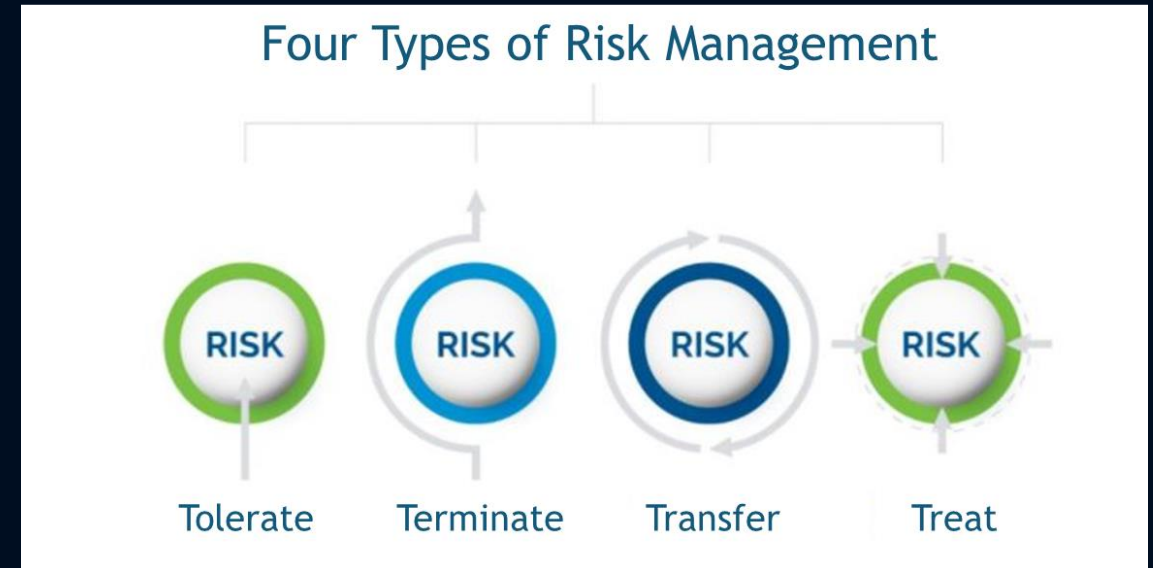 Four Types of Risk Management
RISK RISK RISK RISK
Tolerate Terminate Transfer Treat